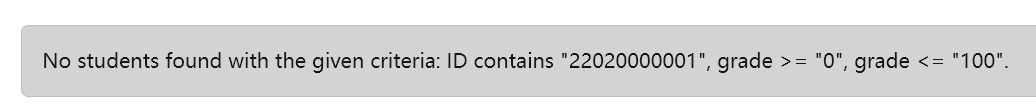 No students found with the given criteria: ID contains "22020000001", grade >= "0", grade <= "100".